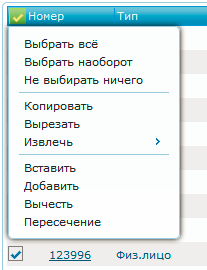 Номер Тип
Выбрать всё
Выбрать наоборот
Не выбирать ничего
Копировать
Вырезать
Извлечь
Вставить
Добавить
Вычесть
Пересечение
123996 Физ.лицо